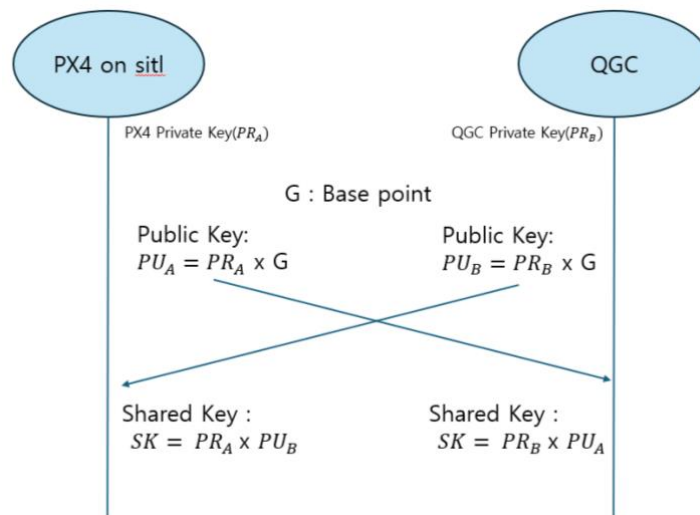 PX4 on sitl
QGC
PX4 Private Key(PR_A)
QGC Private Key(PR_B)
G : Base point
Public Key:
PU_A = PR_A x G
Public Key:
PU_B = PR_B x G
Shared Key :
SK = PR_A x PU_B
Shared Key :
SK = PR_B x PU_A